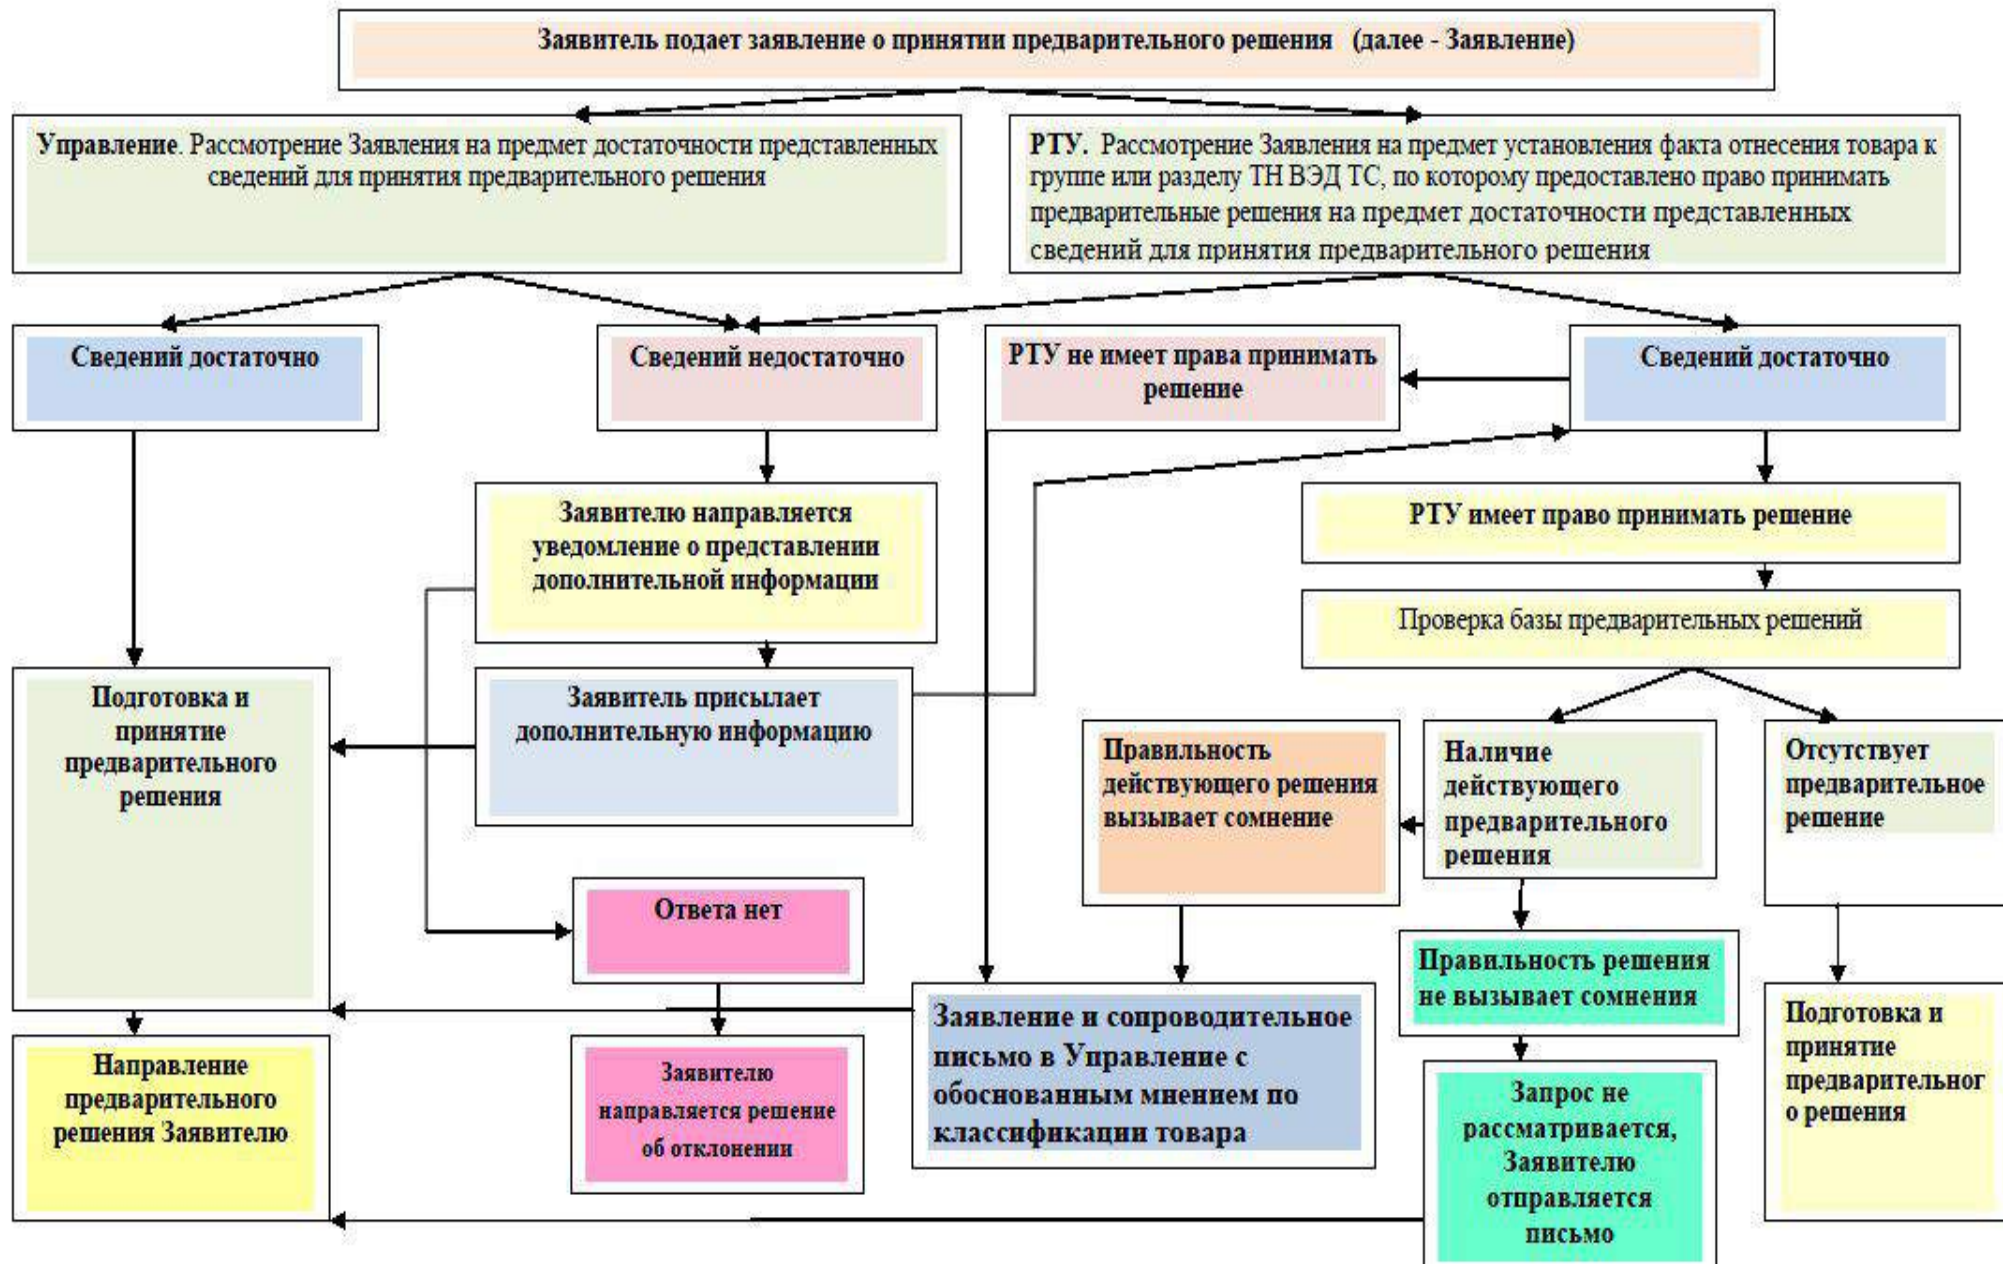 Заявитель подает заявление о принятии предварительного решения (далее - Заявление)
Управление. Рассмотрение Заявления на предмет достаточности представленных
сведений для принятия предварительного решения
РТУ. Рассмотрение Заявления на предмет установления факта отнесения товара к
группе или разделу ТН ВЭД ТС, по которому предоставлено право принимать
предварительные решения на предмет достаточности представленных
сведений для принятия предварительного решения
Сведений достаточно
Сведений недостаточно
РТУ не имеет права принимать
решение
Сведений достаточно
Заявителю направляется
уведомление о представлении
дополнительной информации
РТУ имеет право принимать решение
Проверка базы предварительных решений
Подготовка и
принятие
предварительного
решения
Заявитель присылает
дополнительную информацию
Правильность
действующего решения
вызывает сомнение
Наличие
действующего
предварительного
решения
Отсутствует
предварительное
решение
Ответа нет
Правильность решения
не вызывает сомнения
Заявление и сопроводительное
письмо в Управление с
обоснованным мнением по
классификации товара
Подготовка и
принятие
предварительног
о решения
Направление
предварительного
решения Заявителю
Заявителю
направляется решение
об отклонении
Запрос не
рассматривается,
Заявителю
отправляется
письмо